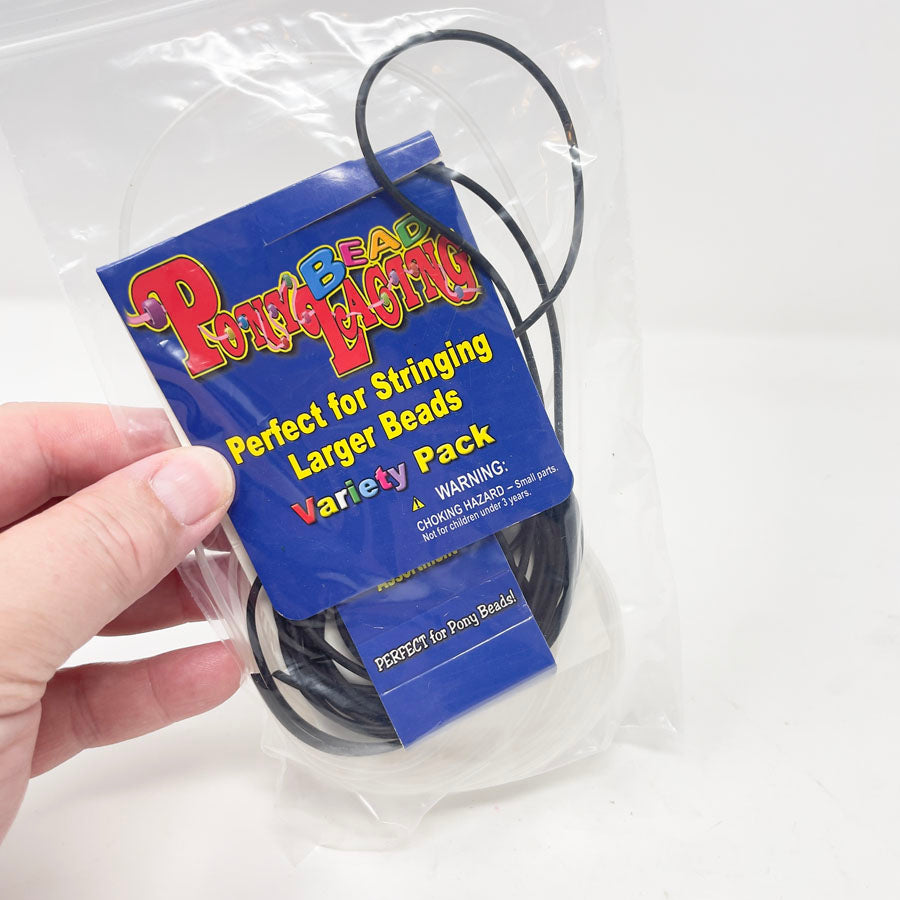 PONY BEAD LACING
Perfect for Stringing
Larger Beads
Variety Pack
WARNING:
CHOKING HAZARD – Small parts.
Not for children under 3 years.
Assortment
PERFECT for Pony Beads!